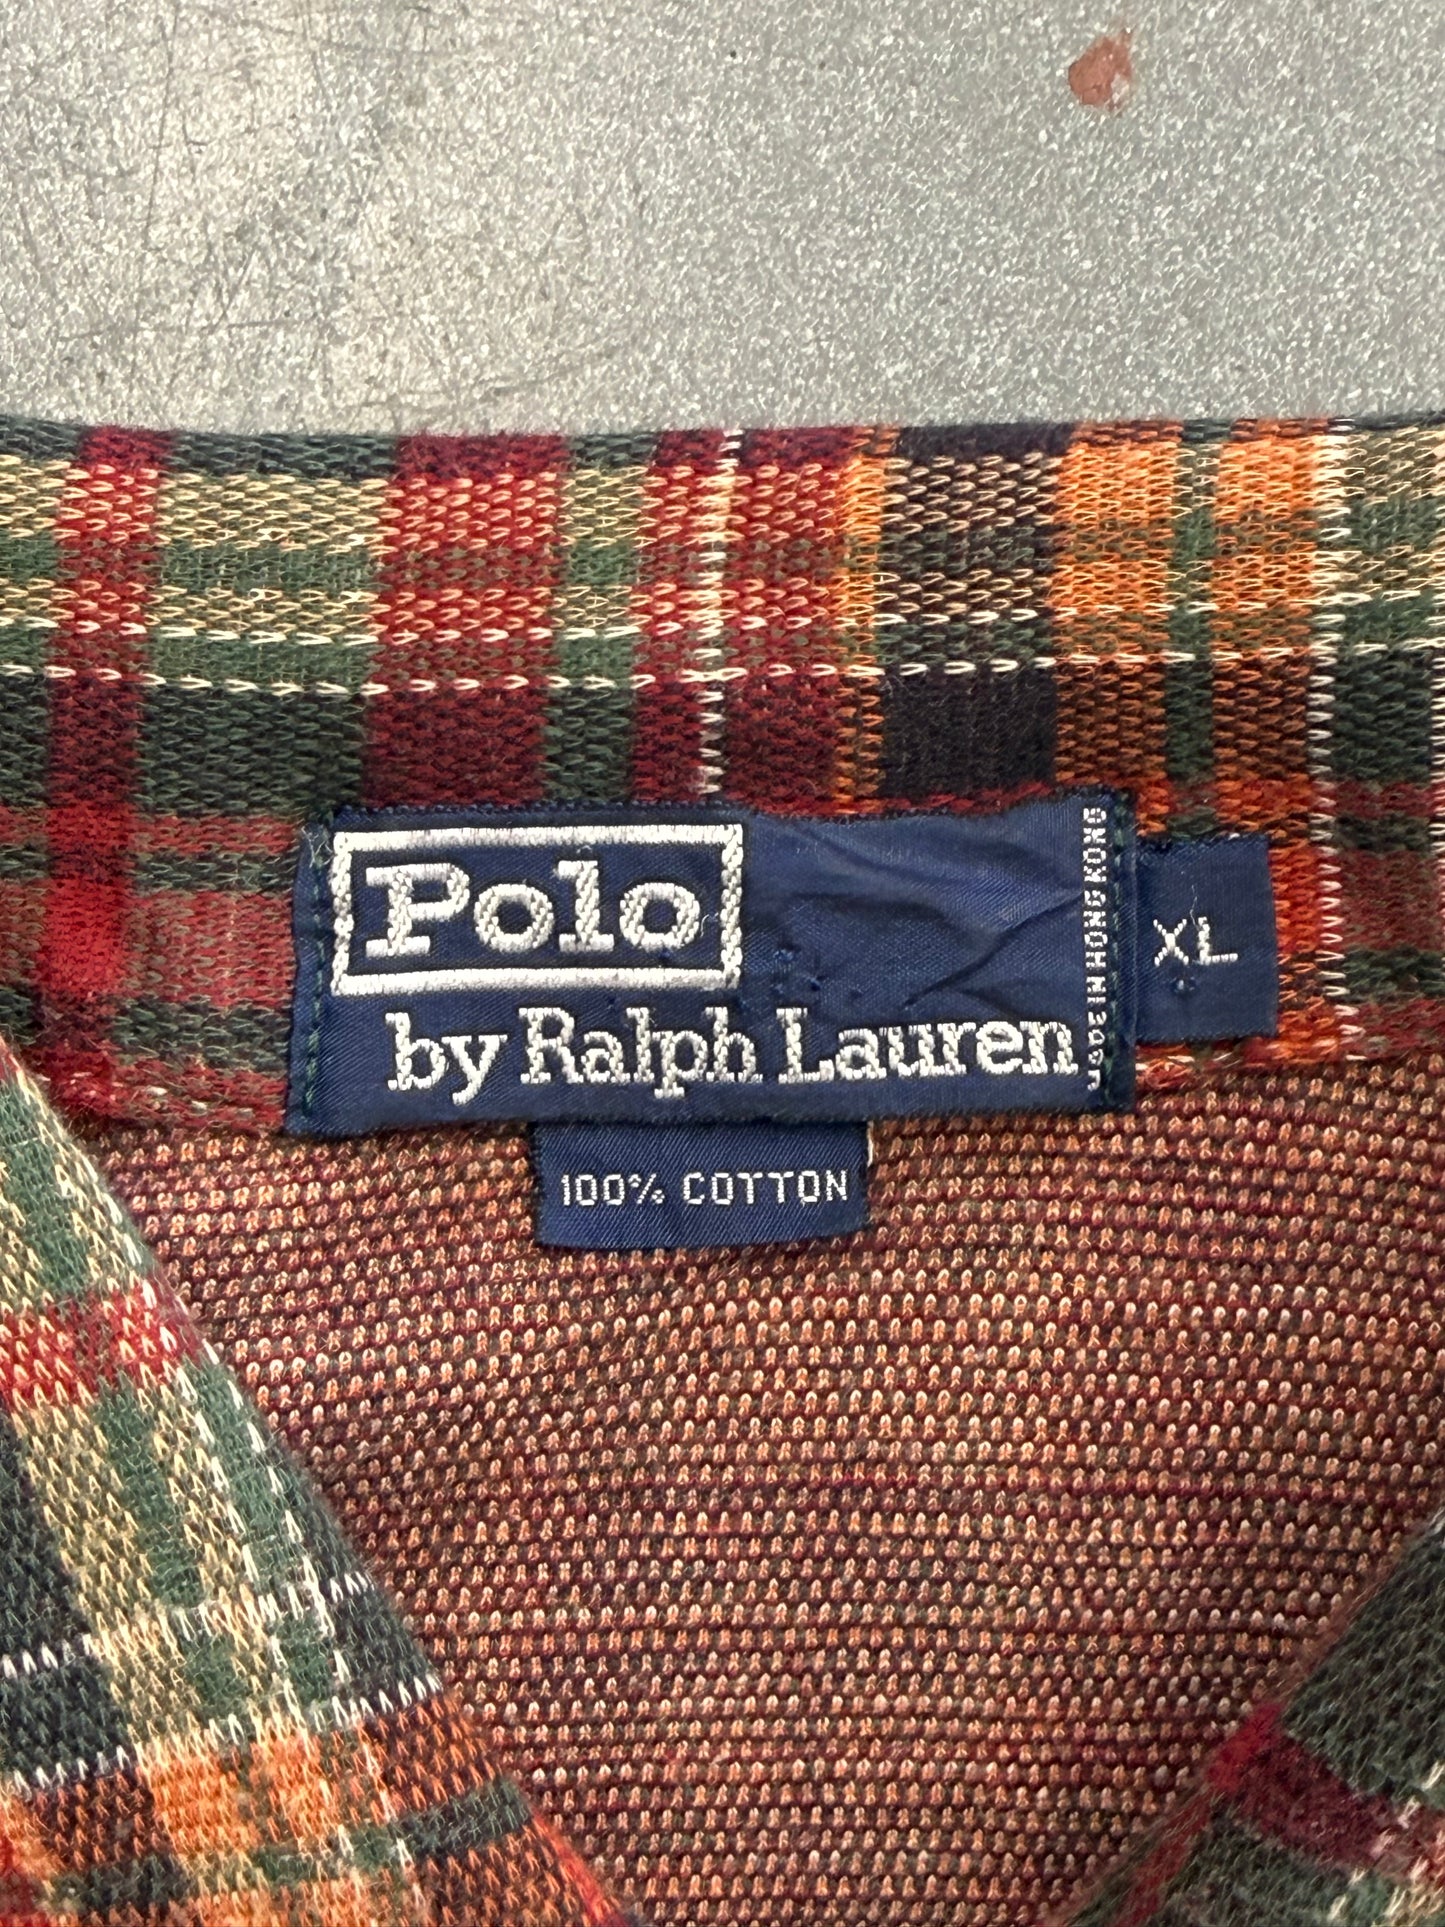 Polo
by Ralph Lauren
MADE IN HONG KONG
XL
100% COTTON